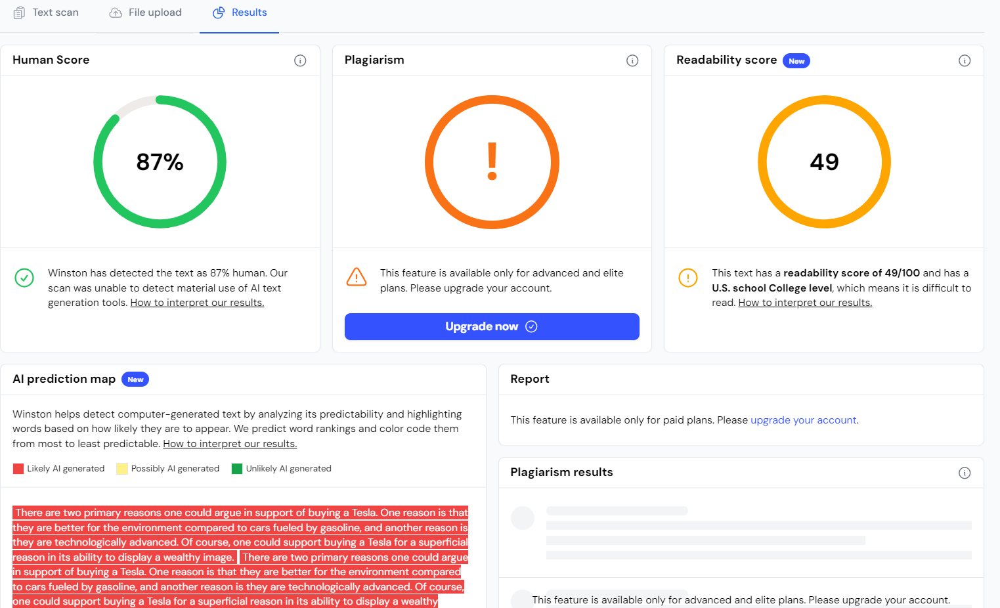 Text scan
File upload
Results
Human Score
87%
Winston has detected the text as 87% human. Our
scan was unable to detect material use of AI text
generation tools. How to interpret our results.
Plagiarism
!
This feature is available only for advanced and elite
plans. Please upgrade your account.
Upgrade now
Readability score New
49
This text has a readability score of 49/100 and has a
U.S. school College level, which means it is difficult to
read. How to interpret our results.
AI prediction map New
Winston helps detect computer-generated text by analyzing its predictability and highlighting
words based on how likely they are to appear. We predict word rankings and color code them
from most to least predictable. How to interpret our results.
Likely AI generated
Possibly AI generated
Unlikely AI generated
There are two primary reasons one could argue in support of buying a Tesla. One reason is that
they are better for the environment compared to cars fueled by gasoline, and another reason is
they are technologically advanced. Of course, one could support buying a Tesla for a superficial
reason in its ability to display a wealthy image. There are two primary reasons one could argue
in support of buying a Tesla. One reason is that they are better for the environment compared
to cars fueled by gasoline, and another reason is they are technologically advanced. Of course,
one could support buying a Tesla for a superficial reason in its ability to display a wealthy
Report
This feature is available only for paid plans. Please upgrade your account.
Plagiarism results
This feature is available only for advanced and elite plans. Please upgrade your account.